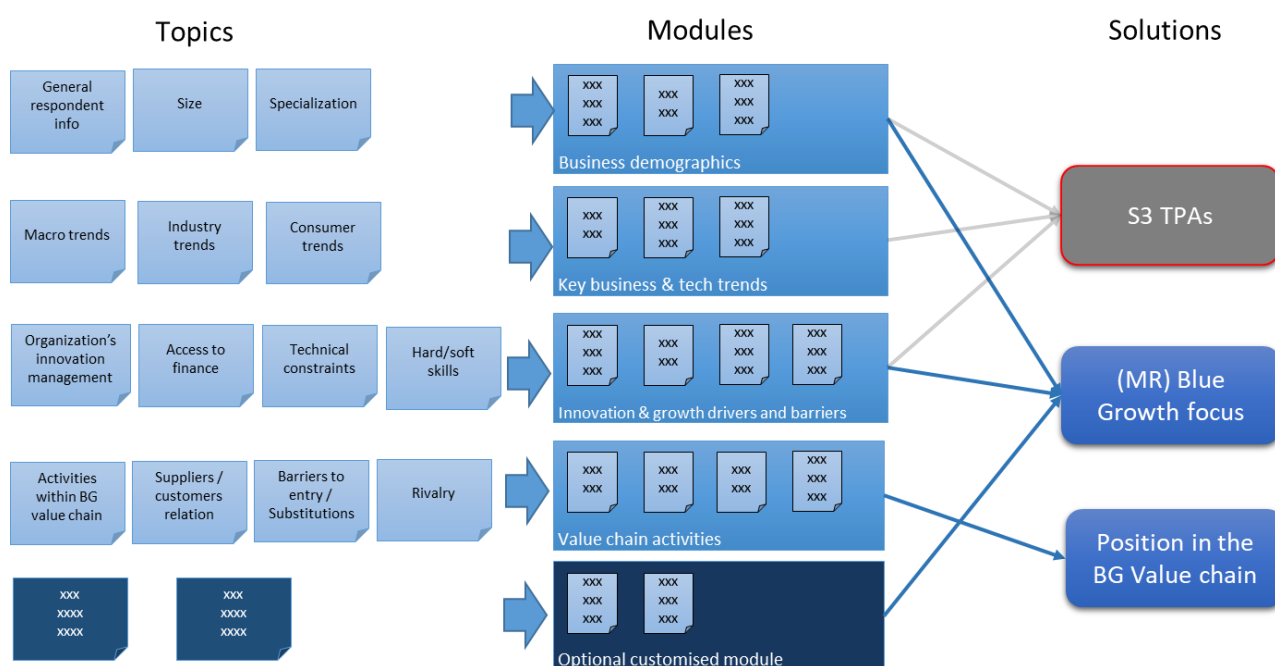 Topics
Modules
Solutions
General
respondent
info
Size
Specialization
xxx
xxx
xxx
xxx
xxx
xxx
xxx
xxx
Business demographics
S3 TPAs
Macro trends
Industry
trends
Consumer
trends
xxx
xxx
xxx
xxx
xxx
xxx
xxx
xxx
Key business & tech trends
Organization’s
innovation
management
Access to
finance
Technical
constraints
Hard/soft
skills
xxx
xxx
xxx
xxx
xxx
xxx
xxx
xxx
xxx
xxx
xxx
Innovation & growth drivers and barriers
(MR) Blue
Growth focus
Activities
within BG
value chain
Suppliers /
customers
relation
Barriers to
entry /
Substitutions
Rivalry
xxx
xxx
xxx
xxx
xxx
xxx
xxx
xxx
xxx
Value chain activities
Position in the
BG Value chain
xxx
xxxx
xxxx
xxx
xxxx
xxxx
xxx
xxx
xxx
xxx
xxx
xxx
Optional customised module